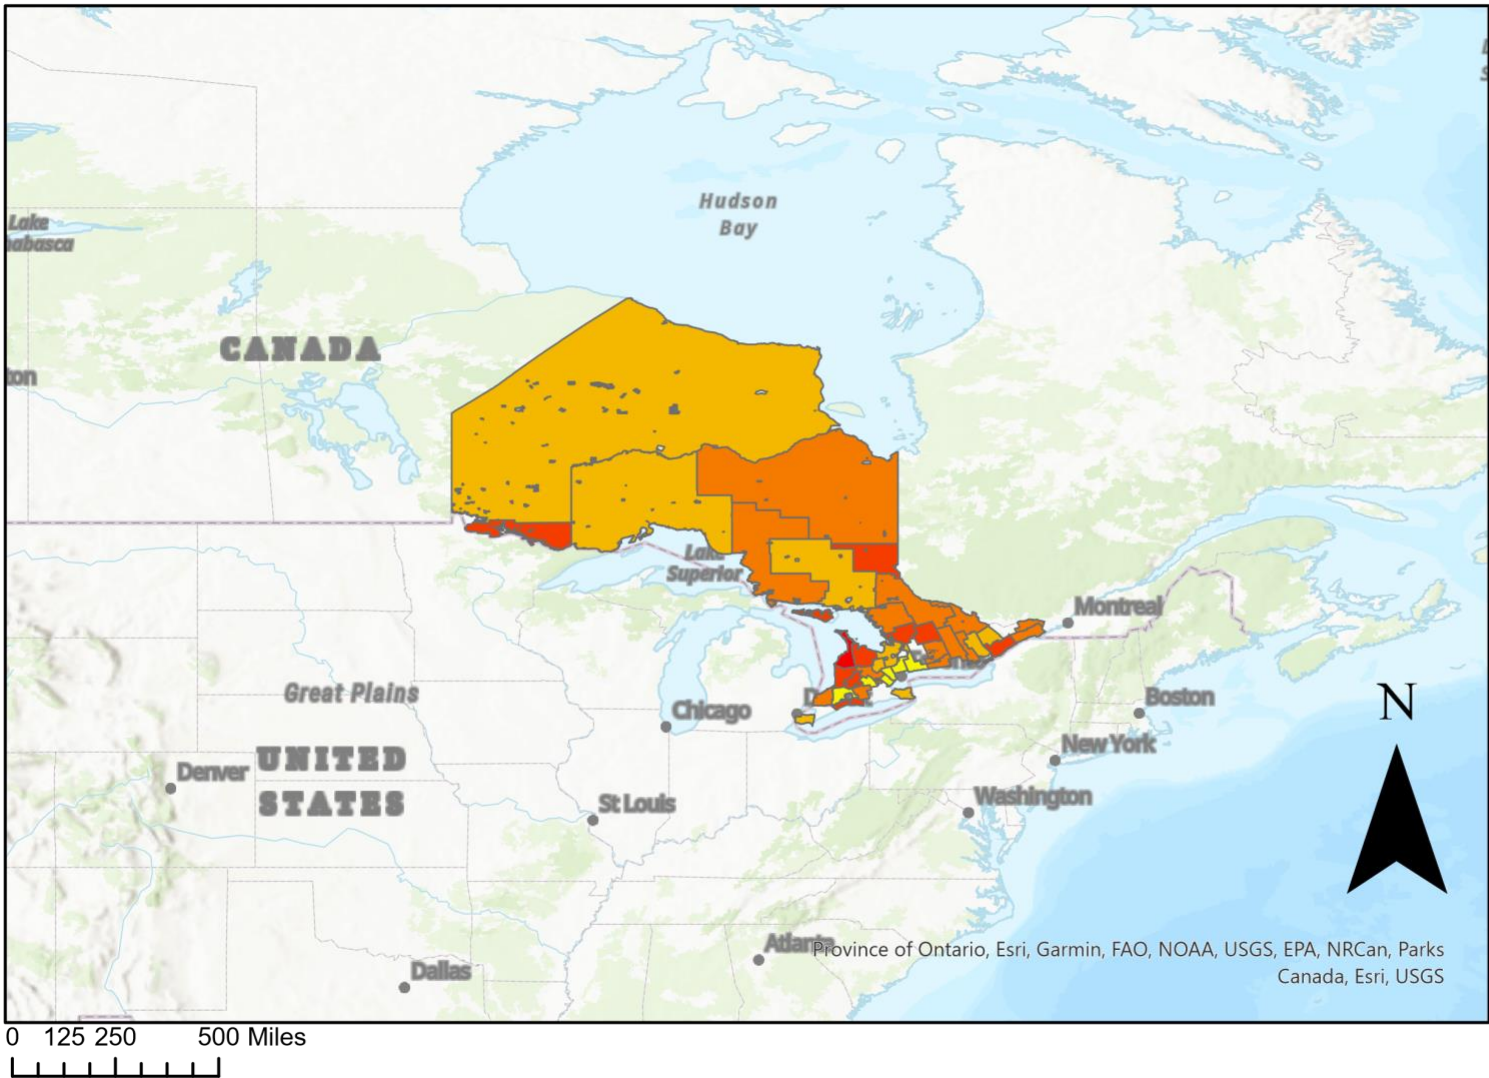 Hudson
Bay
Lake
abasca
CANADA
ton
Lake
Superior
Montreal
Great Plains
Chicago
D
Boston
N
New York
UNITED
STATES
Denver
Washington
St Louis
Atlanta
Province of Ontario, Esri, Garmin, FAO, NOAA, USGS, EPA, NRCan, Parks
Canada, Esri, USGS
Dallas
0 125 250 500 Miles